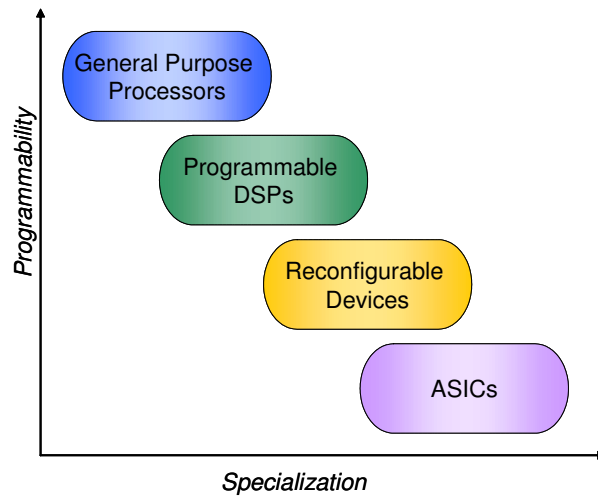 Programmability
General Purpose
Processors
Programmable
DSPs
Reconfigurable
Devices
ASICs
Specialization